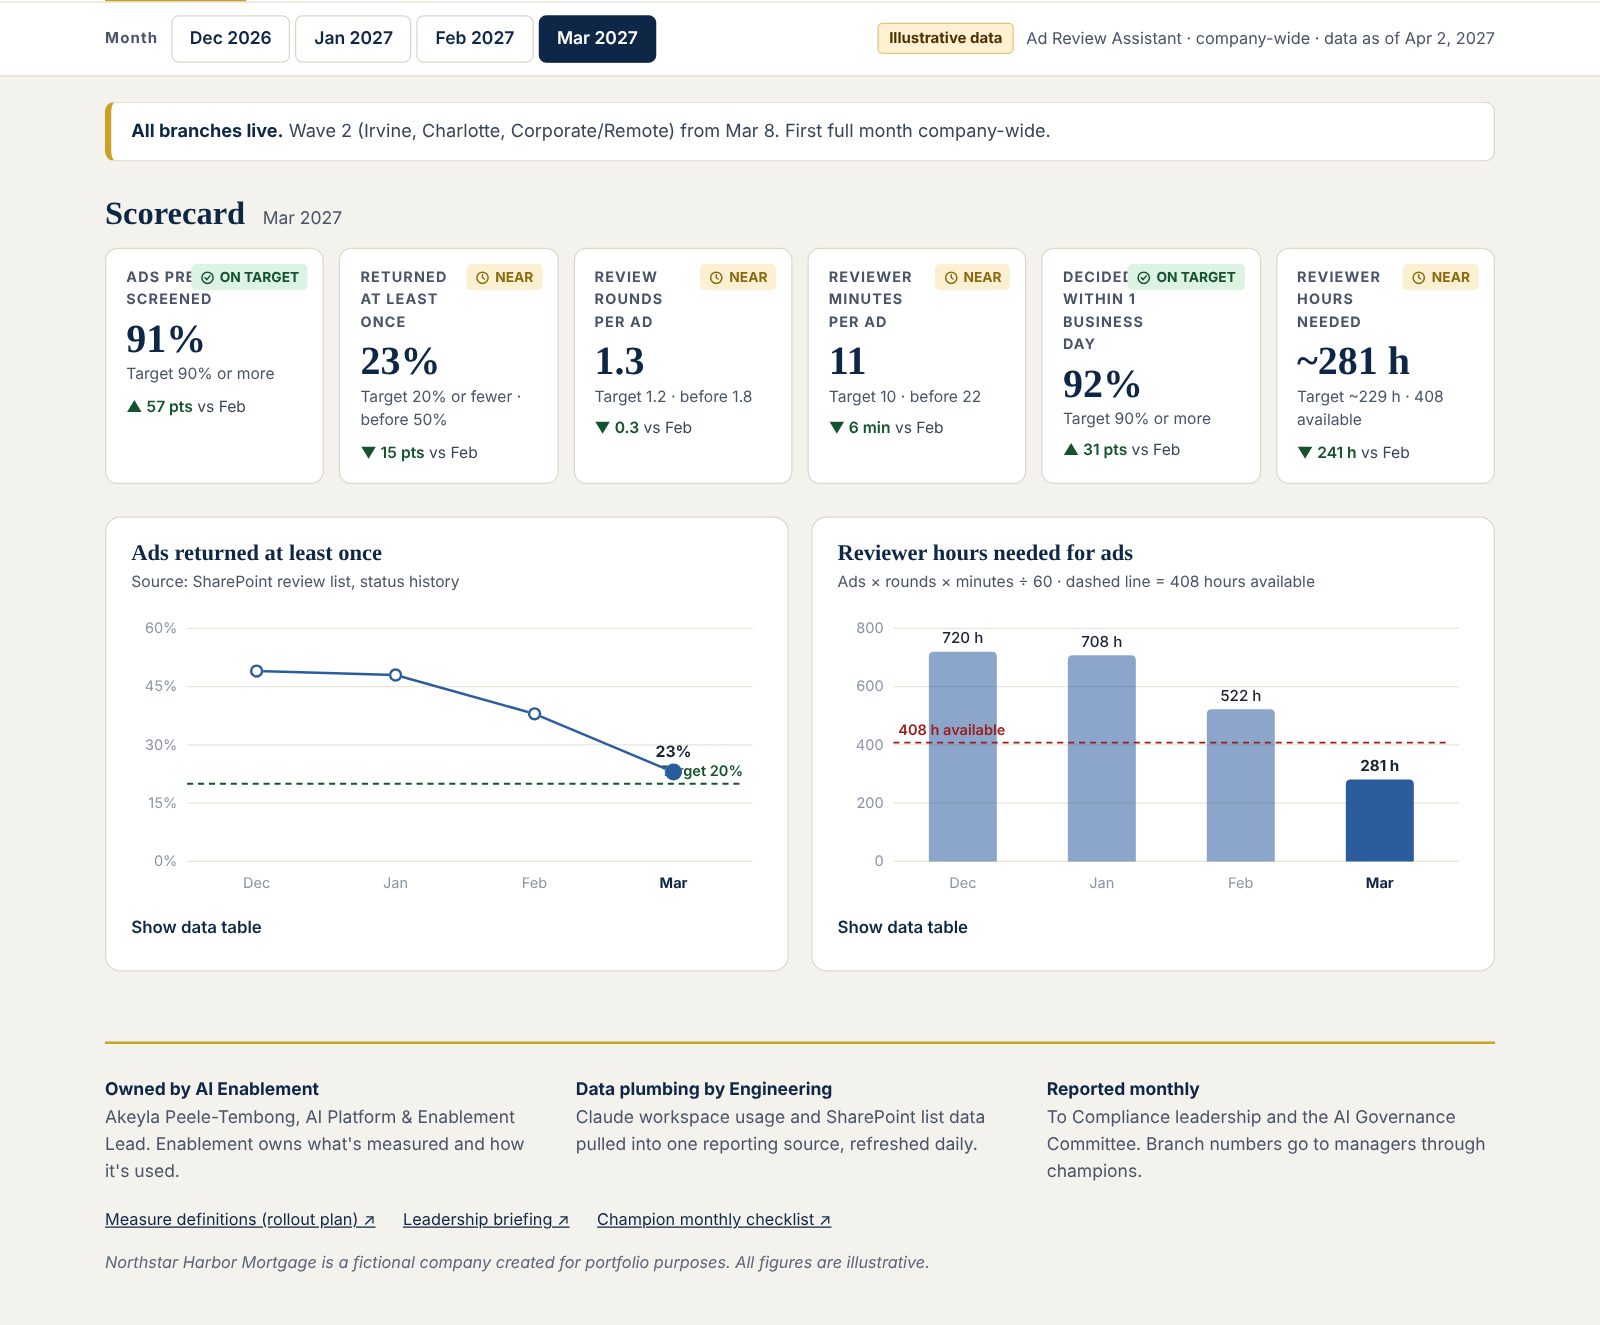 Month Dec 2026 Jan 2027 Feb 2027 Mar 2027 Illustrative data Ad Review Assistant · company-wide · data as of Apr 2, 2027
All branches live. Wave 2 (Irvine, Charlotte, Corporate/Remote) from Mar 8. First full month company-wide.
Scorecard Mar 2027
ADS PRE
ON TARGET
SCREENED
91%
Target 90% or more
▲ 57 pts vs Feb
RETURNED
NEAR
AT LEAST
ONCE
23%
Target 20% or fewer ·
before 50%
▼ 15 pts vs Feb
REVIEW
NEAR
ROUNDS
PER AD
1.3
Target 1.2 · before 1.8
▼ 0.3 vs Feb
REVIEWER
NEAR
MINUTES
PER AD
11
Target 10 · before 22
▼ 6 min vs Feb
DECIDED
ON TARGET
WITHIN 1
BUSINESS
DAY
92%
Target 90% or more
▲ 31 pts vs Feb
REVIEWER
NEAR
HOURS
NEEDED
~281 h
Target ~229 h · 408
available
▼ 241 h vs Feb
Ads returned at least once
Source: SharePoint review list, status history
60%
45%
30%
15%
0%
23%
20%
Dec Jan Feb Mar
Show data table
Reviewer hours needed for ads
Ads × rounds × minutes ÷ 60 · dashed line = 408 hours available
800
600
400
200
0
720 h
708 h
522 h
281 h
408 h available
Dec Jan Feb Mar
Show data table
Owned by AI Enablement
Akeyla Peele-Tembong, AI Platform & Enablement
Lead. Enablement owns what's measured and how
it's used.
Data plumbing by Engineering
Claude workspace usage and SharePoint list data
pulled into one reporting source, refreshed daily.
Reported monthly
To Compliance leadership and the AI Governance
Committee. Branch numbers go to managers through
champions.
Measure definitions (rollout plan) ↗ Leadership briefing ↗ Champion monthly checklist ↗
Northstar Harbor Mortgage is a fictional company created for portfolio purposes. All figures are illustrative.